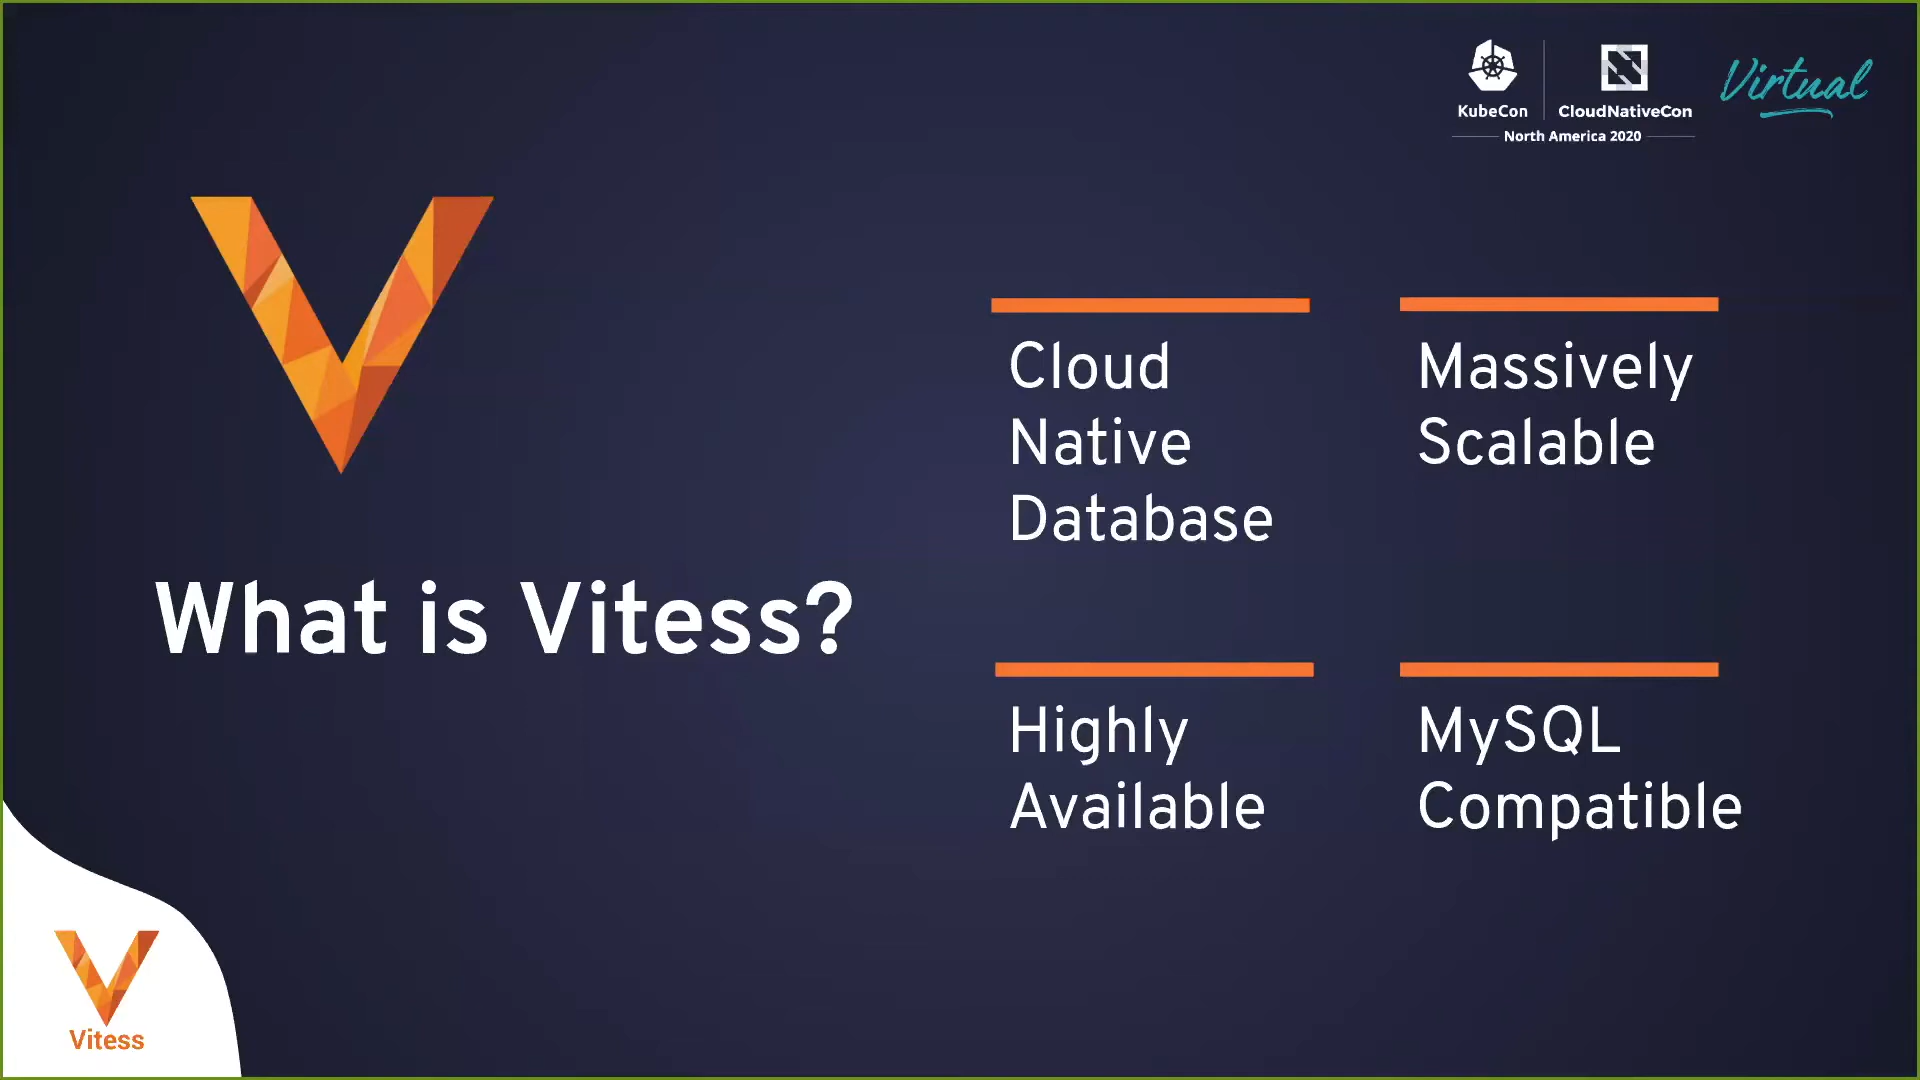 KubeCon
CloudNativeCon
North America 2020
Virtual
What is Vitess?
Cloud
Native
Database
Massively
Scalable
Highly
Available
MySQL
Compatible
Vitess